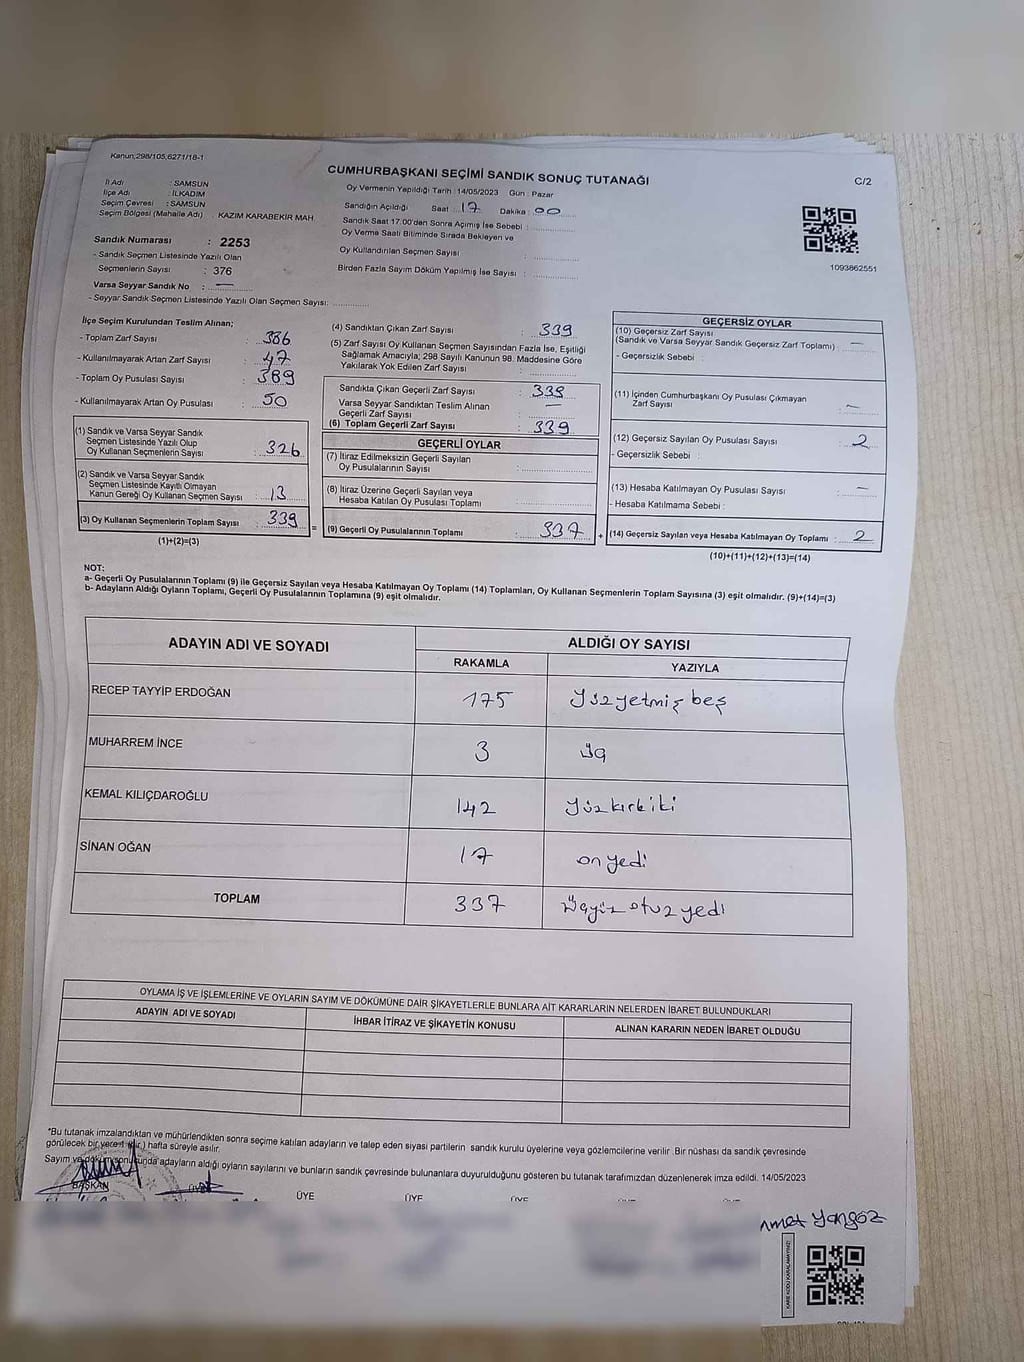 Kanun;298/105,6271/18-1
CUMHURBAŞKANI SEÇİMİ SANDIK SONUÇ TUTANAĞI
C/2
İl Adı : SAMSUN
İlçe Adı : İLKADIM
Seçim Çevresi : SAMSUN
Seçim Bölgesi (Mahalle Adı) . KAZIM KARABEKİR MAH.
Oy Vermenin Yapıldığı Tarih : 14/05/2023 Gün : Pazar
Sandığın Açıldığı Saat : 17 Dakika : 00
Sandık Saat 17.00'den Sonra Açımış İse Sebebi :
Oy Verme Saati Bitiminde Sırada Bekleyen ve
Oy Kullandırılan Seçmen Sayısı :
Birden Fazla Sayım Döküm Yapılmış İse Sayısı :
1093862551
Sandık Numarası : 2253
- Sandık Seçmen Listesinde Yazılı Olan
Seçmenlerin Sayısı : 376
Varsa Seyyar Sandık No : —
- Seyyar Sandık Seçmen Listesinde Yazılı Olan Seçmen Sayısı:
İlçe Seçim Kurulundan Teslim Alınan;
- Toplam Zarf Sayısı : 386
- Kullanılmayarak Artan Zarf Sayısı : 47
- Toplam Oy Pusulası Sayısı : 389
- Kullanılmayarak Artan Oy Pusulası : 50
(1) Sandık ve Varsa Seyyar Sandık
Seçmen Listesinde Yazılı Olup
Oy Kullanan Seçmenlerin Sayısı : 326
(2) Sandık ve Varsa Seyyar Sandık
Seçmen Listesinde Kayıtlı Olmayan
Kanun Gereği Oy Kullanan Seçmen Sayısı : 13
(3) Oy Kullanan Seçmenlerin Toplam Sayısı : 339
(1)+(2)=(3)
(4) Sandıktan Çıkan Zarf Sayısı : 339
(5) Zarf Sayısı Oy Kullanan Seçmen Sayısından Fazla İse, Eşitliği
Sağlamak Amacıyla; 298 Sayılı Kanunun 98. Maddesine Göre
Yakılarak Yok Edilen Zarf Sayısı :
Sandıkta Çıkan Geçerli Zarf Sayısı : 339
Varsa Seyyar Sandıktan Teslim Alınan
Geçerli Zarf Sayısı : —
(6) Toplam Geçerli Zarf Sayısı : 339
GEÇERLİ OYLAR
(7) İtiraz Edilmeksizin Geçerli Sayılan
Oy Pusulalarının Sayısı :
(8) İtiraz Üzerine Geçerli Sayılan veya
Hesaba Katılan Oy Pusulası Toplamı :
= (9) Geçerli Oy Pusulalarının Toplamı : 337 +
GEÇERSİZ OYLAR
(10) Geçersiz Zarf Sayısı
(Sandık ve Varsa Seyyar Sandık Geçersiz Zarf Toplamı) : —
- Geçersizlik Sebebi :
(11) İçinden Cumhurbaşkanı Oy Pusulası Çıkmayan
Zarf Sayısı : —
(12) Geçersiz Sayılan Oy Pusulası Sayısı : 2
- Geçersizlik Sebebi :
(13) Hesaba Katılmayan Oy Pusulası Sayısı : —
- Hesaba Katılmama Sebebi :
(14) Geçersiz Sayılan veya Hesaba Katılmayan Oy Toplamı : 2
(10)+(11)+(12)+(13)=(14)
NOT:
a- Geçerli Oy Pusulalarının Toplamı (9) ile Geçersiz Sayılan veya Hesaba Katılmayan Oy Toplamı (14) Toplamları, Oy Kullanan Seçmenlerin Toplam Sayısına (3) eşit olmalıdır. (9)+(14)=(3)
b- Adayların Aldığı Oyların Toplamı, Geçerli Oy Pusulalarının Toplamına (9) eşit olmalıdır.
ADAYIN ADI VE SOYADI ALDIĞI OY SAYISI
RAKAMLA YAZIYLA
RECEP TAYYİP ERDOĞAN 175 Yüzyetmiş beş
MUHARREM İNCE 3 üç
KEMAL KILIÇDAROĞLU 142 Yüzkırkiki
SİNAN OĞAN 17 on yedi
TOPLAM 337 Üçyüz otuz yedi
OYLAMA İŞ VE İŞLEMLERİNE VE OYLARIN SAYIM VE DÖKÜMÜNE DAİR ŞİKAYETLERLE BUNLARA AİT KARARLARIN NELERDEN İBARET BULUNDUKLARI
ADAYIN ADI VE SOYADI İHBAR İTİRAZ VE ŞİKAYETİN KONUSU ALINAN KARARIN NEDEN İBARET OLDUĞU
*Bu tutanak imzalandıktan ve mühürlendikten sonra seçime katılan adayların ve talep eden siyasi partilerin sandık kurulu üyelerine veya gözlemcilerine verilir. Bir nüshası da sandık çevresinde
görülecek bir yere 1 (bir) hafta süreyle asılır.
Sayım ve döküm sonucunda adayların aldığı oyların sayılarını ve bunların sandık çevresinde bulunanlara duyurulduğunu gösteren bu tutanak tarafımızdan düzenlenerek imza edildi. 14/05/2023
BAŞKAN ÜYE ÜYE ÜYE ÜYE ÜYE ÜYE
KARE KODU KARALAMAYINIZ!